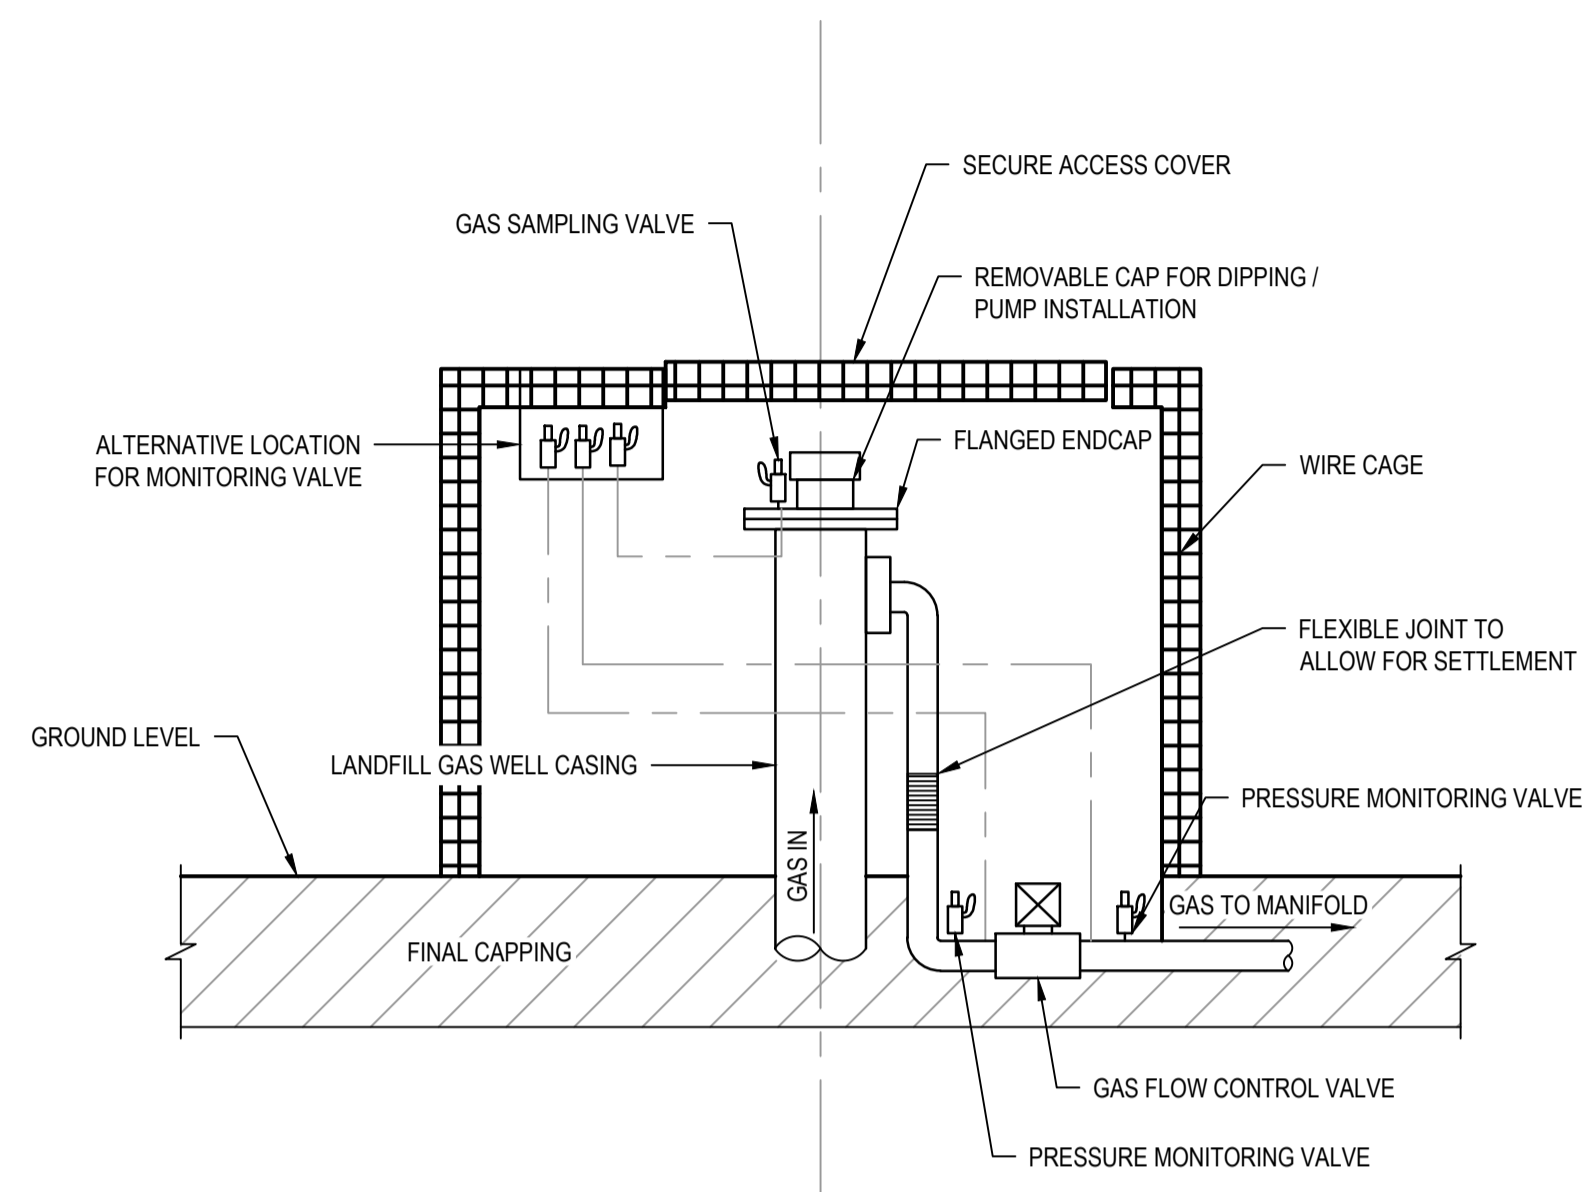 SECURE ACCESS COVER
GAS SAMPLING VALVE
REMOVABLE CAP FOR DIPPING /
PUMP INSTALLATION
ALTERNATIVE LOCATION
FOR MONITORING VALVE
FLANGED ENDCAP
WIRE CAGE
FLEXIBLE JOINT TO
ALLOW FOR SETTLEMENT
GROUND LEVEL
LANDFILL GAS WELL CASING
PRESSURE MONITORING VALVE
GAS IN
GAS TO MANIFOLD
FINAL CAPPING
GAS FLOW CONTROL VALVE
PRESSURE MONITORING VALVE